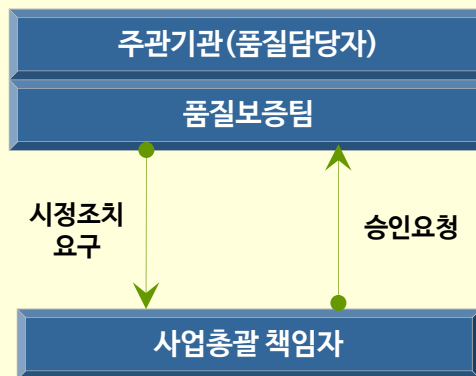 주관기관(품질담당자)
품질보증팀
시정조치
요구
승인요청
사업총괄 책임자